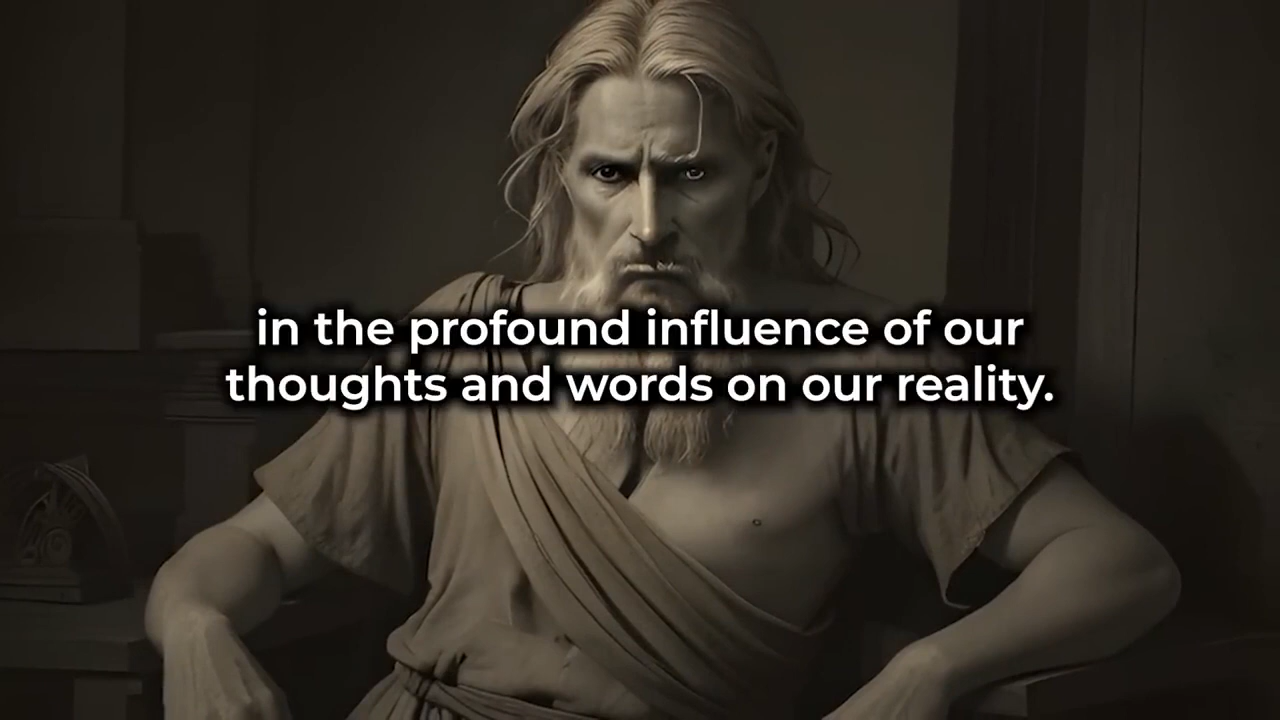 in the profound influence of our
thoughts and words on our reality.